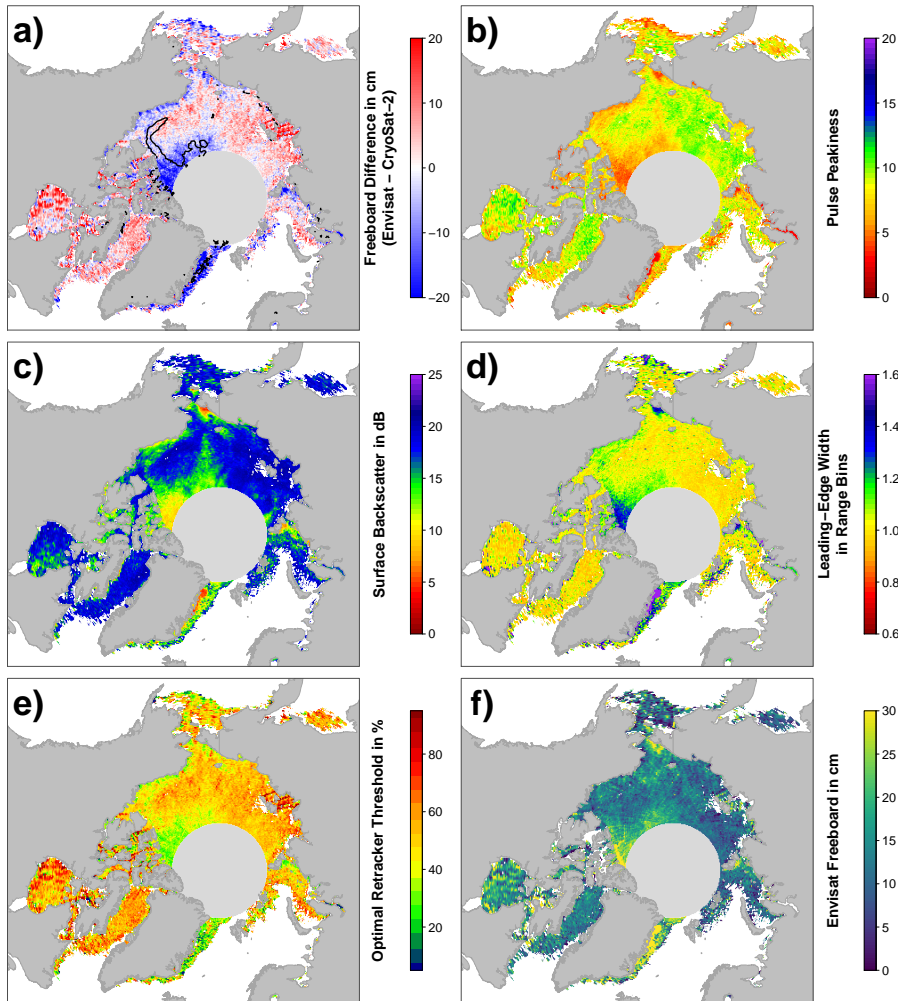 a)
20
10
0
−10
−20
Freeboard Difference in cm
(Envisat − CryoSat−2)
b)
20
15
10
5
0
Pulse Peakiness
c)
25
20
15
10
5
0
Surface Backscatter in dB
d)
1.6
1.4
1.2
1.0
0.8
0.6
Leading−Edge Width
in Range Bins
e)
80
60
40
20
Optimal Retracker Threshold in %
f)
30
25
20
15
10
5
0
Envisat Freeboard in cm